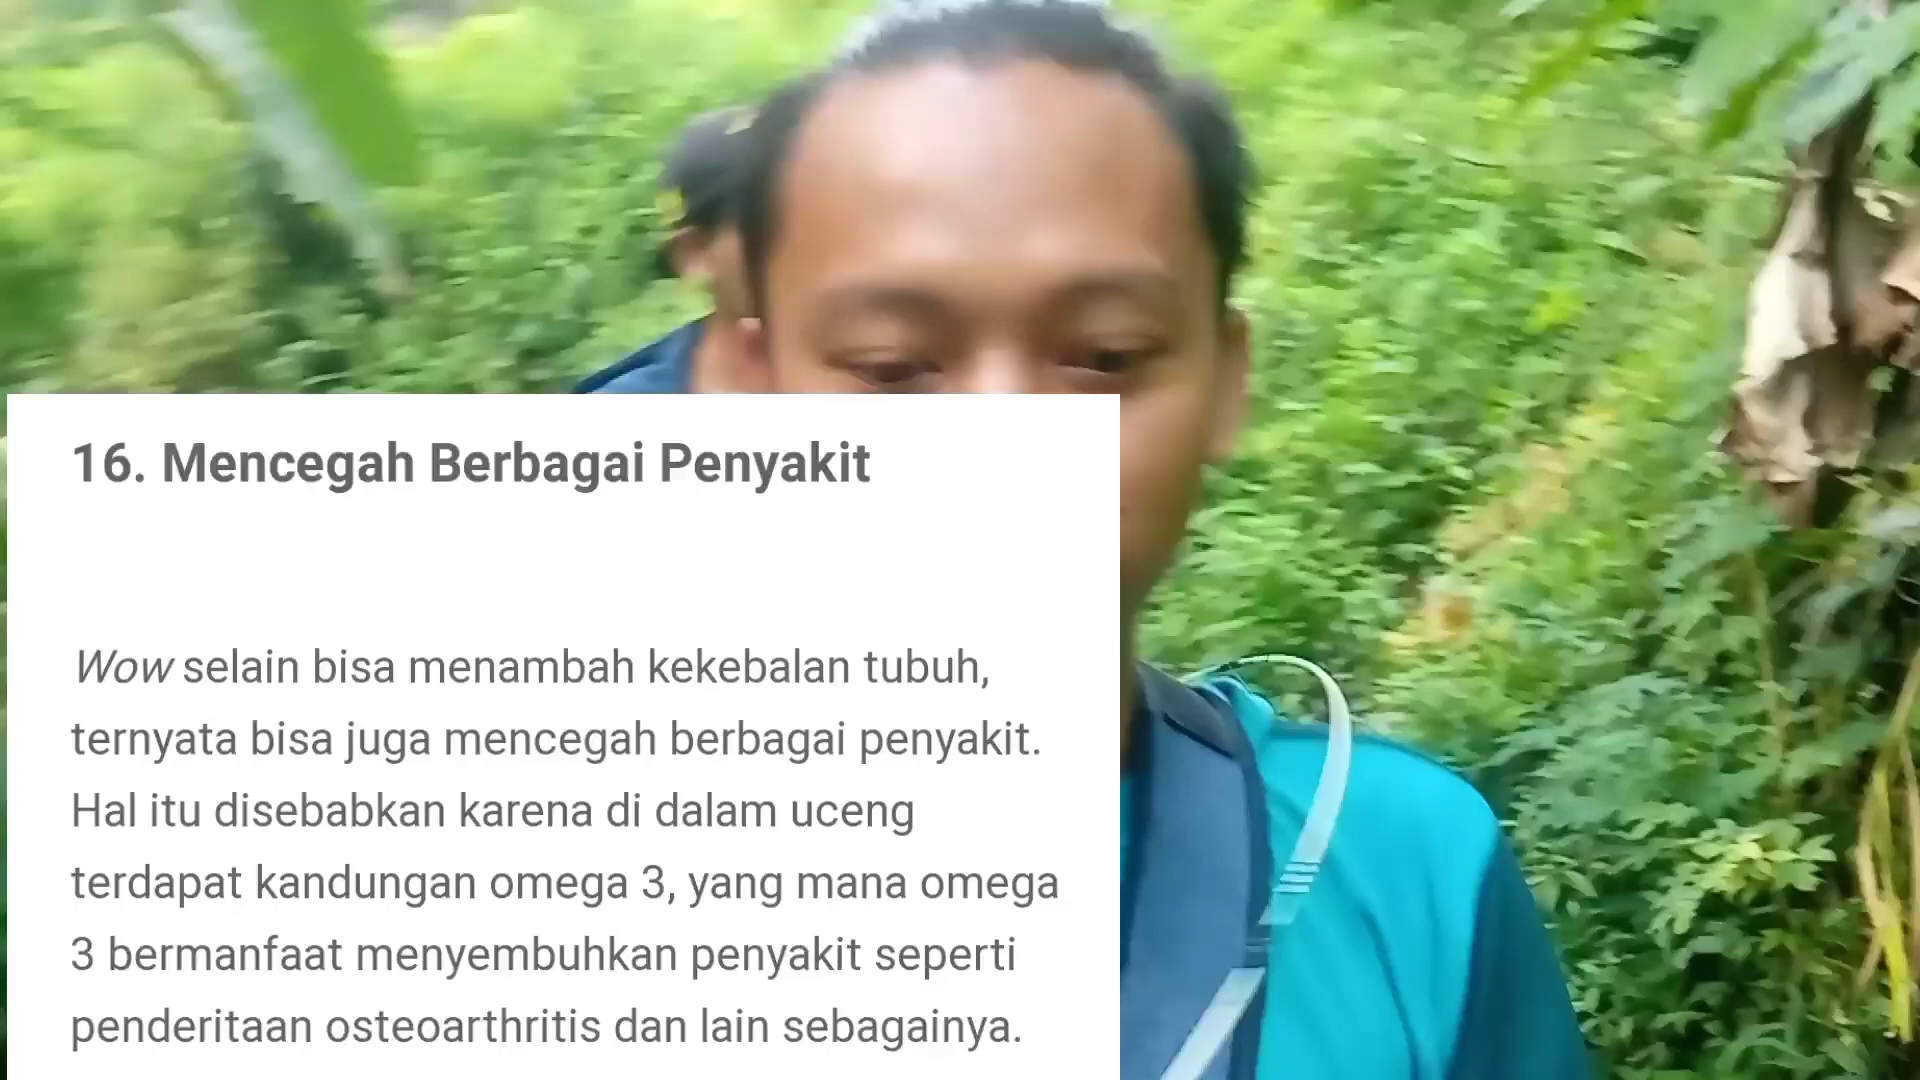 16. Mencegah Berbagai Penyakit
Wow selain bisa menambah kekebalan tubuh,
ternyata bisa juga mencegah berbagai penyakit.
Hal itu disebabkan karena di dalam uceng
terdapat kandungan omega 3, yang mana omega
3 bermanfaat menyembuhkan penyakit seperti
penderitaan osteoarthritis dan lain sebagainya.